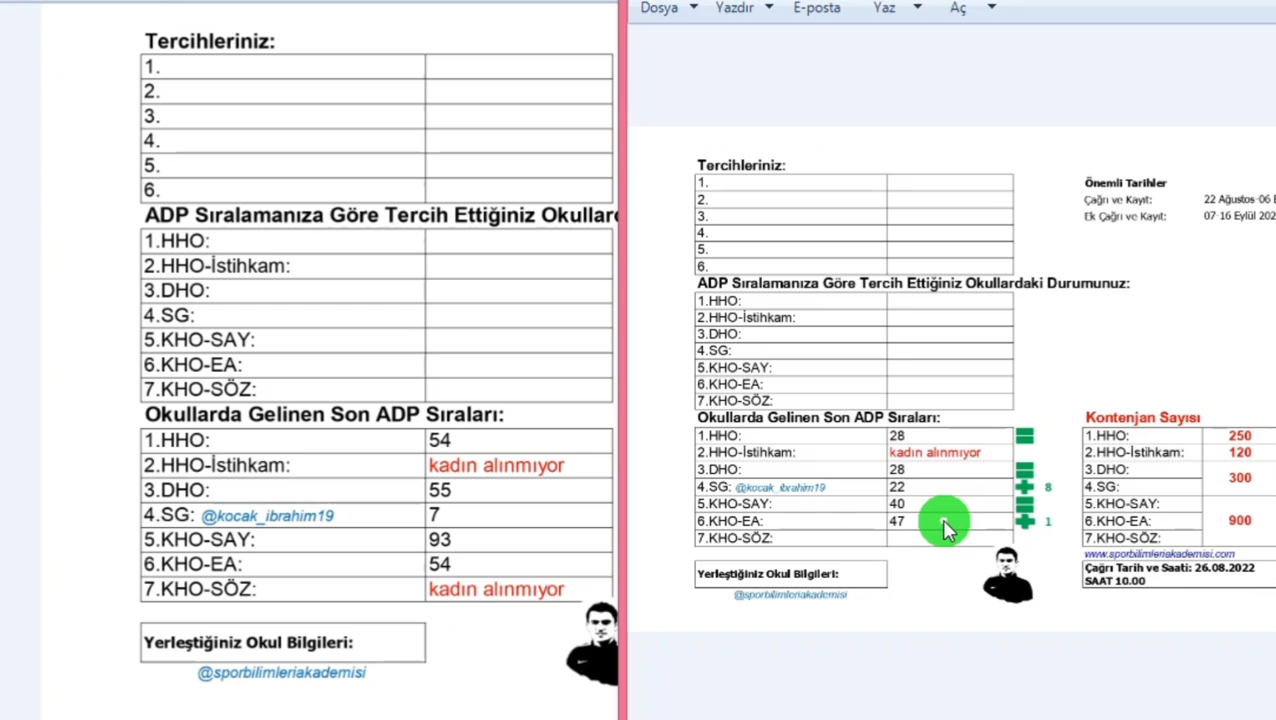 Dosya Yazdır E-posta Yaz Aç
Tercihleriniz:
1.
2.
3.
4.
5.
6.
ADP Sıralamanıza Göre Tercih Ettiğiniz Okullard
1.HHO:
2.HHO-İstihkam:
3.DHO:
4.SG:
5.KHO-SAY:
6.KHO-EA:
7.KHO-SÖZ:
Okullarda Gelinen Son ADP Sıraları:
1.HHO: 54
2.HHO-İstihkam: kadın alınmıyor
3.DHO: 55
4.SG: @kocak_ibrahim19 7
5.KHO-SAY: 93
6.KHO-EA: 54
7.KHO-SÖZ: kadın alınmıyor
Yerleştiğiniz Okul Bilgileri:
@sporbilimleriakademisi
Tercihleriniz:
1.
2.
3.
4.
5.
6.
ADP Sıralamanıza Göre Tercih Ettiğiniz Okullardaki Durumunuz:
1.HHO:
2.HHO-İstihkam:
3.DHO:
4.SG:
5.KHO-SAY:
6.KHO-EA:
7.KHO-SÖZ:
Okullarda Gelinen Son ADP Sıraları:
1.HHO: 28
2.HHO-İstihkam: kadın alınmıyor
3.DHO: 28
4.SG: @kocak_ibrahim19 22 8
5.KHO-SAY: 40
6.KHO-EA: 47 1
7.KHO-SÖZ:
Yerleştiğiniz Okul Bilgileri:
@sporbilimleriakademisi
Önemli Tarihler
Çağrı ve Kayıt: 22 Ağustos-06 E
Ek Çağrı ve Kayıt: 07-16 Eylül 202
Kontenjan Sayısı
1.HHO: 250
2.HHO-İstihkam: 120
3.DHO: 300
4.SG:
5.KHO-SAY:
6.KHO-EA: 900
7.KHO-SÖZ:
www.sporbilimleriakademisi.com
Çağrı Tarih ve Saati: 26.08.2022
SAAT 10.00